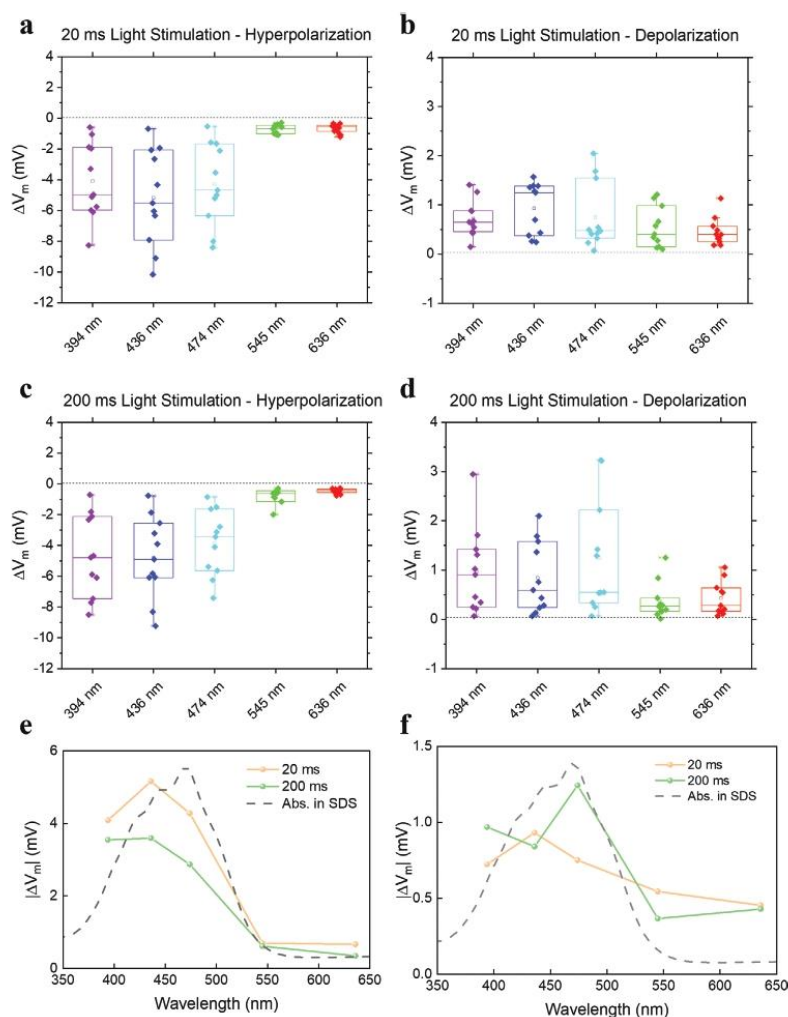 a
20 ms Light Stimulation - Hyperpolarization
4
2
0
-2
-4
-6
-8
-10
-12
ΔVm (mV)
394 nm
436 nm
474 nm
545 nm
636 nm
b
20 ms Light Stimulation - Depolarization
4
3
2
1
0
-1
ΔVm (mV)
394 nm
436 nm
474 nm
545 nm
636 nm
c
200 ms Light Stimulation - Hyperpolarization
4
2
0
-2
-4
-6
-8
-10
-12
ΔVm (mV)
394 nm
436 nm
474 nm
545 nm
636 nm
d
200 ms Light Stimulation - Depolarization
4
3
2
1
0
-1
ΔVm (mV)
394 nm
436 nm
474 nm
545 nm
636 nm
e
6
4
2
0
|ΔVm| (mV)
20 ms
200 ms
Abs. in SDS
350 400 450 500 550 600 650
Wavelength (nm)
f
1.5
1.0
0.5
0.0
|ΔVm| (mV)
20 ms
200 ms
Abs. in SDS
350 400 450 500 550 600 650
Wavelength (nm)